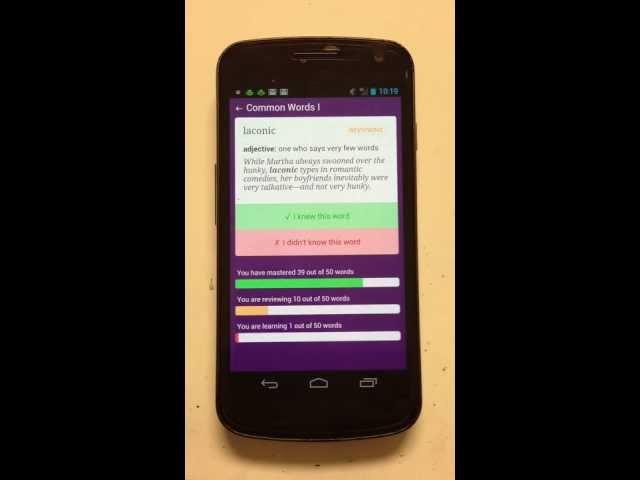 10:19
← Common Words I
laconic
REVIEWING
adjective: one who says very few words
While Martha always swooned over the
hunky, laconic types in romantic
comedies, her boyfriends inevitably were
very talkative—and not very hunky.
✓ I knew this word
✗ I didn't know this word
You have mastered 39 out of 50 words
You are reviewing 10 out of 50 words
You are learning 1 out of 50 words